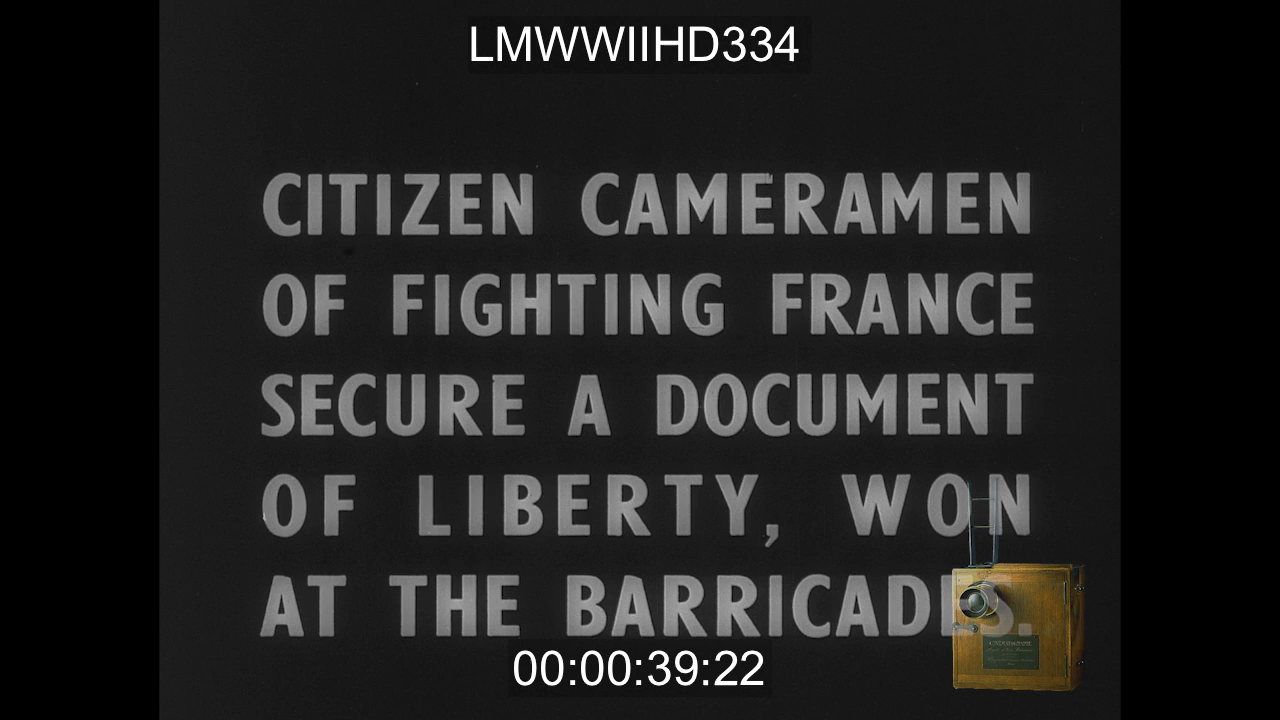 LMWWIIHD334
CITIZEN CAMERAMEN
OF FIGHTING FRANCE
SECURE A DOCUMENT
OF LIBERTY, WON
AT THE BARRICADES.
00:00:39:22